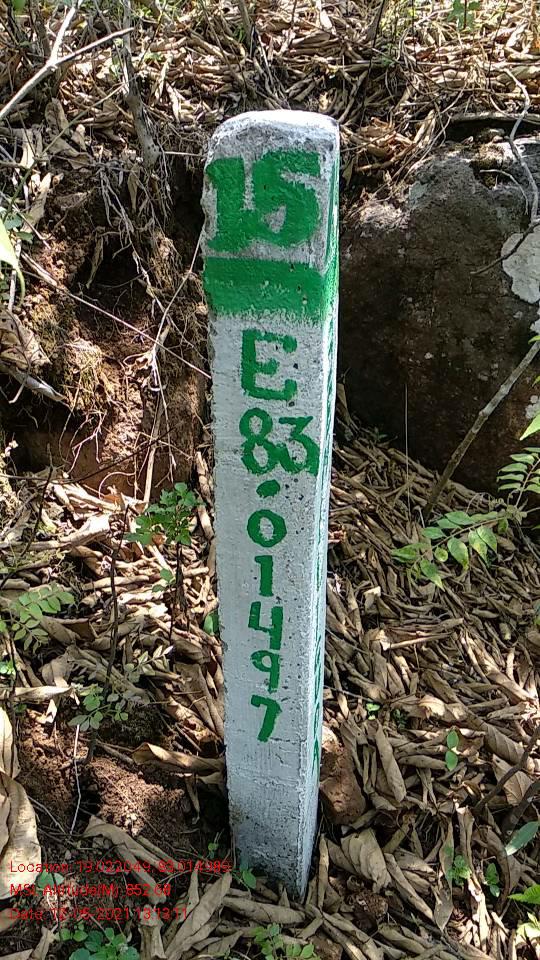 15
E
83
.
0
1
4
9
7
Location: 19.022049, 83.014989
MSL Altitude(M): 852.6#
Date: 12-05-2021 13:13:11